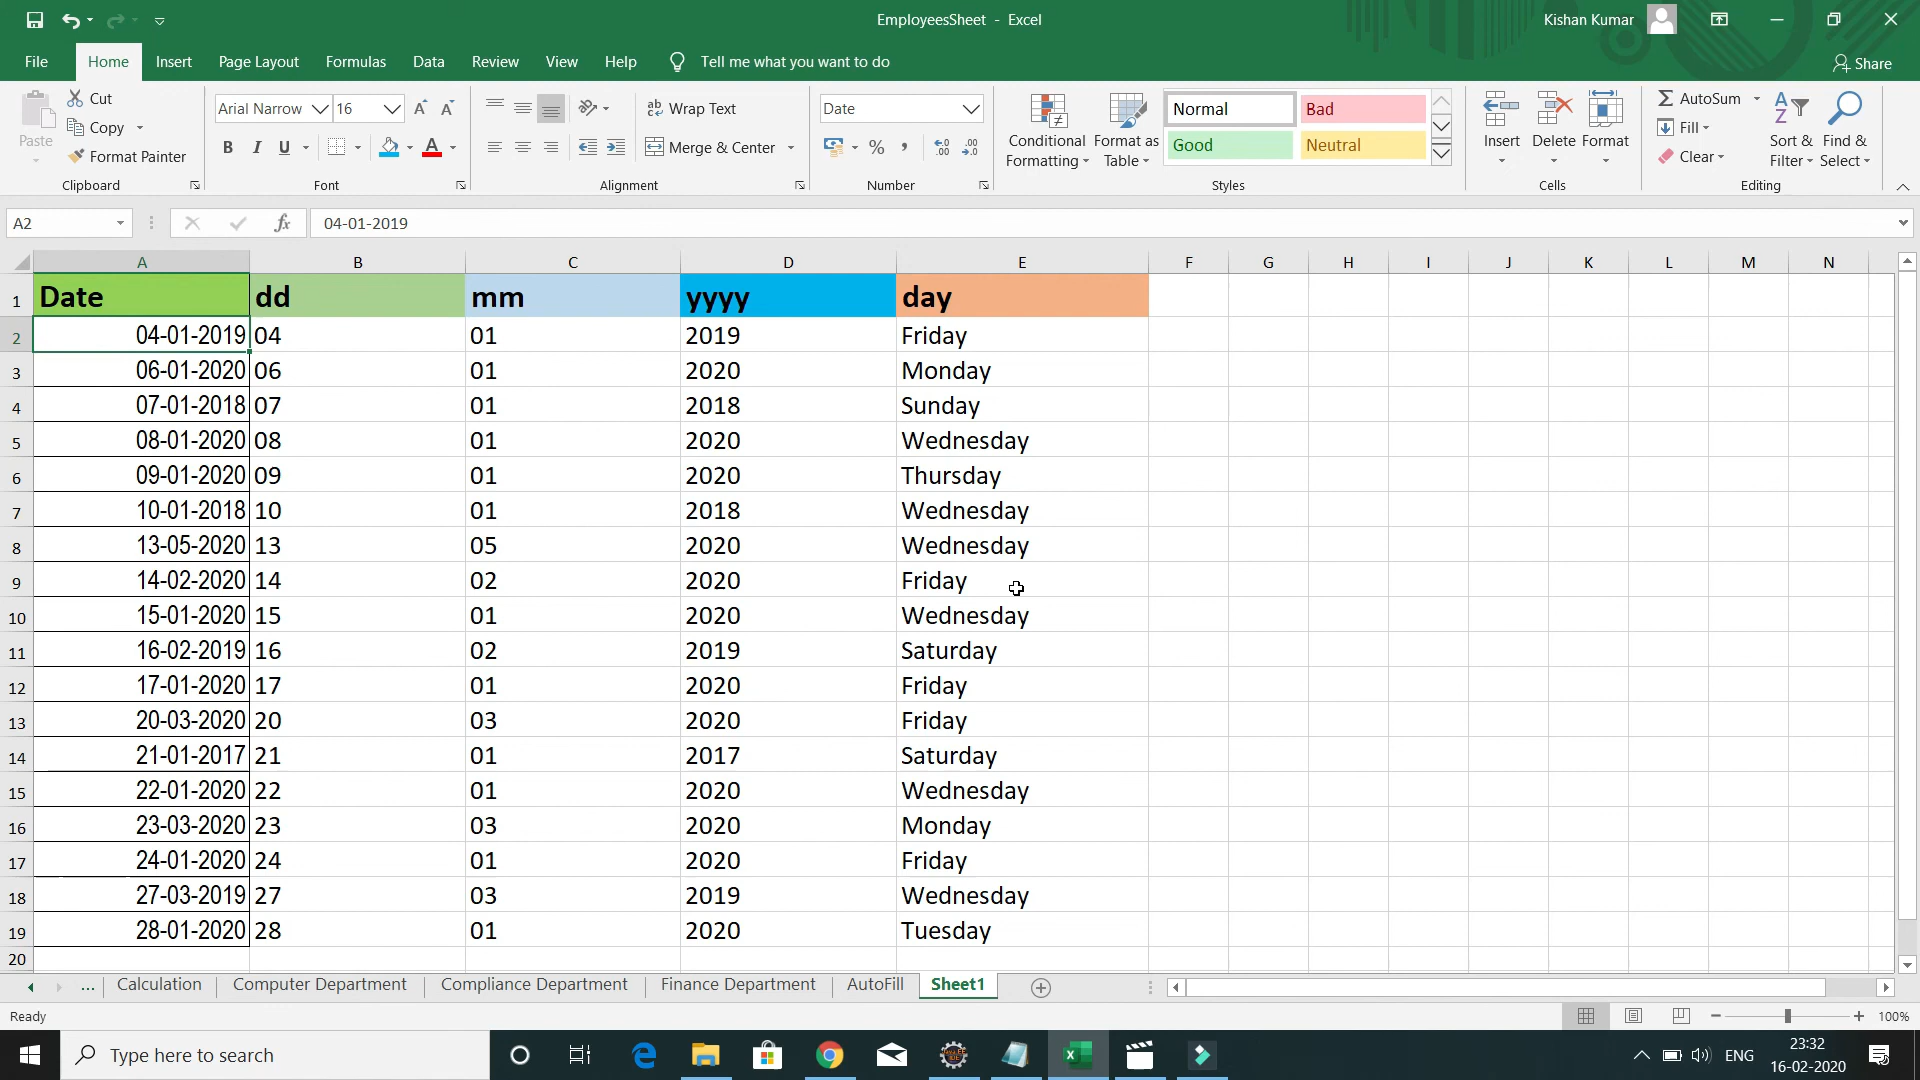 EmployeesSheet - Excel
Kishan Kumar
File Home Insert Page Layout Formulas Data Review View Help Tell me what you want to do Share
Paste
Cut
Copy
Format Painter
Clipboard
Arial Narrow 16
B I U A
Font
Wrap Text
Merge & Center
Alignment
Date
%
Number
Conditional Formatting
Format as Table
Normal Bad
Good Neutral
Styles
Insert Delete Format
Cells
AutoSum
Fill
Clear
Sort & Filter
Find & Select
Editing
A2 fx 04-01-2019
A B C D E F G H I J K L M N
1 Date dd mm yyyy day
2 04-01-2019 04 01 2019 Friday
3 06-01-2020 06 01 2020 Monday
4 07-01-2018 07 01 2018 Sunday
5 08-01-2020 08 01 2020 Wednesday
6 09-01-2020 09 01 2020 Thursday
7 10-01-2018 10 01 2018 Wednesday
8 13-05-2020 13 05 2020 Wednesday
9 14-02-2020 14 02 2020 Friday
10 15-01-2020 15 01 2020 Wednesday
11 16-02-2019 16 02 2019 Saturday
12 17-01-2020 17 01 2020 Friday
13 20-03-2020 20 03 2020 Friday
14 21-01-2017 21 01 2017 Saturday
15 22-01-2020 22 01 2020 Wednesday
16 23-03-2020 23 03 2020 Monday
17 24-01-2020 24 01 2020 Friday
18 27-03-2019 27 03 2019 Wednesday
19 28-01-2020 28 01 2020 Tuesday
20
... Calculation Computer Department Compliance Department Finance Department AutoFill Sheet1
Ready 100%
Type here to search
ENG
23:32
16-02-2020